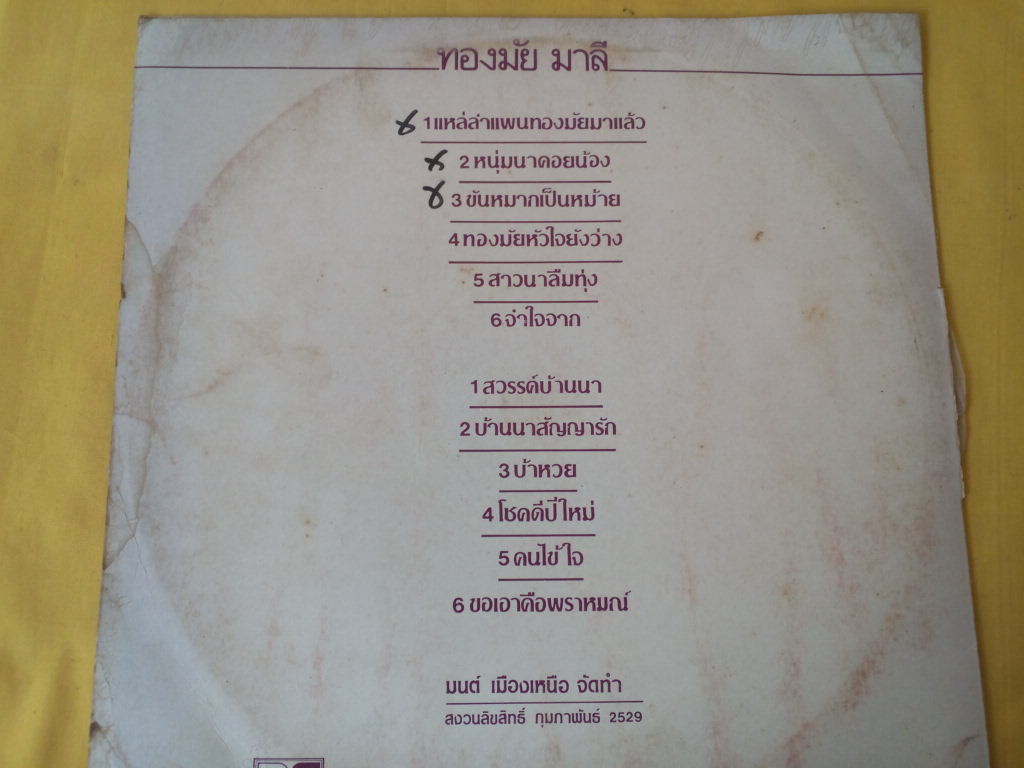 ทองมัย มาลี
1 แหล่ลำแพนทองมัยมาแล้ว
2 หนุ่มนาคอยน้อง
3 ขันหมากเป็นหม้าย
4 ทองมัยหัวใจยังว่าง
5 สาวนาลืมทุ่ง
6 จำใจจาก
1 สวรรค์บ้านนา
2 บ้านนาสัญญารัก
3 บ้าหวย
4 โชคดีปีใหม่
5 คนไข้ใจ
6 ขอเอาคือพราหมณ์
มนต์ เมืองเหนือ จัดทำ
สงวนลิขสิทธิ์ กุมภาพันธ์ 2529